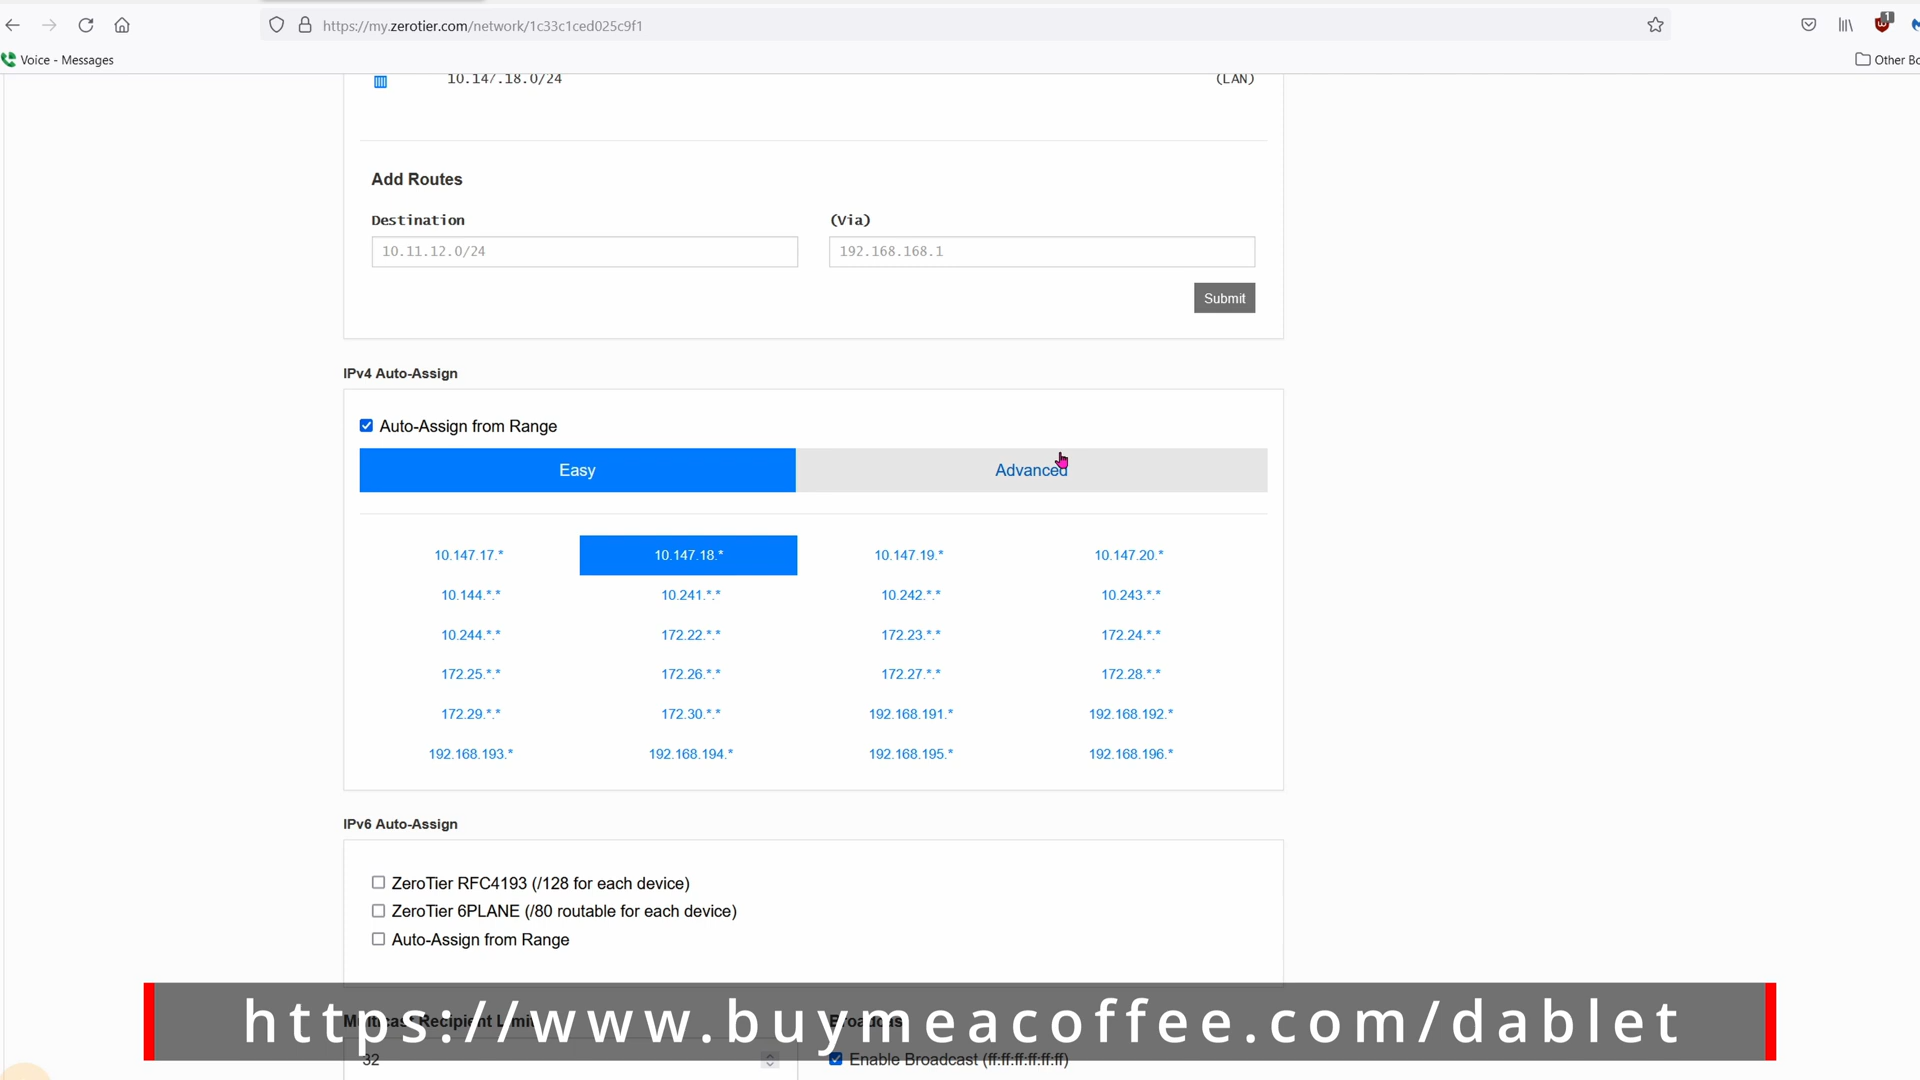 https://my.zerotier.com/network/1c33c1ced025c9f1
1
Voice - Messages
Other Bo
10.147.18.0/24 (LAN)
Add Routes
Destination (Via)
10.11.12.0/24 192.168.168.1
Submit
IPv4 Auto-Assign
Auto-Assign from Range
Easy Advanced
10.147.17.* 10.147.18.* 10.147.19.* 10.147.20.*
10.144.*.* 10.241.*.* 10.242.*.* 10.243.*.*
10.244.*.* 172.22.*.* 172.23.*.* 172.24.*.*
172.25.*.* 172.26.*.* 172.27.*.* 172.28.*.*
172.29.*.* 172.30.*.* 192.168.191.* 192.168.192.*
192.168.193.* 192.168.194.* 192.168.195.* 192.168.196.*
IPv6 Auto-Assign
ZeroTier RFC4193 (/128 for each device)
ZeroTier 6PLANE (/80 routable for each device)
Auto-Assign from Range
Multicast Recipient Limit Broadcast
https://www.buymeacoffee.com/dablet
32 Enable Broadcast (ff:ff:ff:ff:ff:ff)